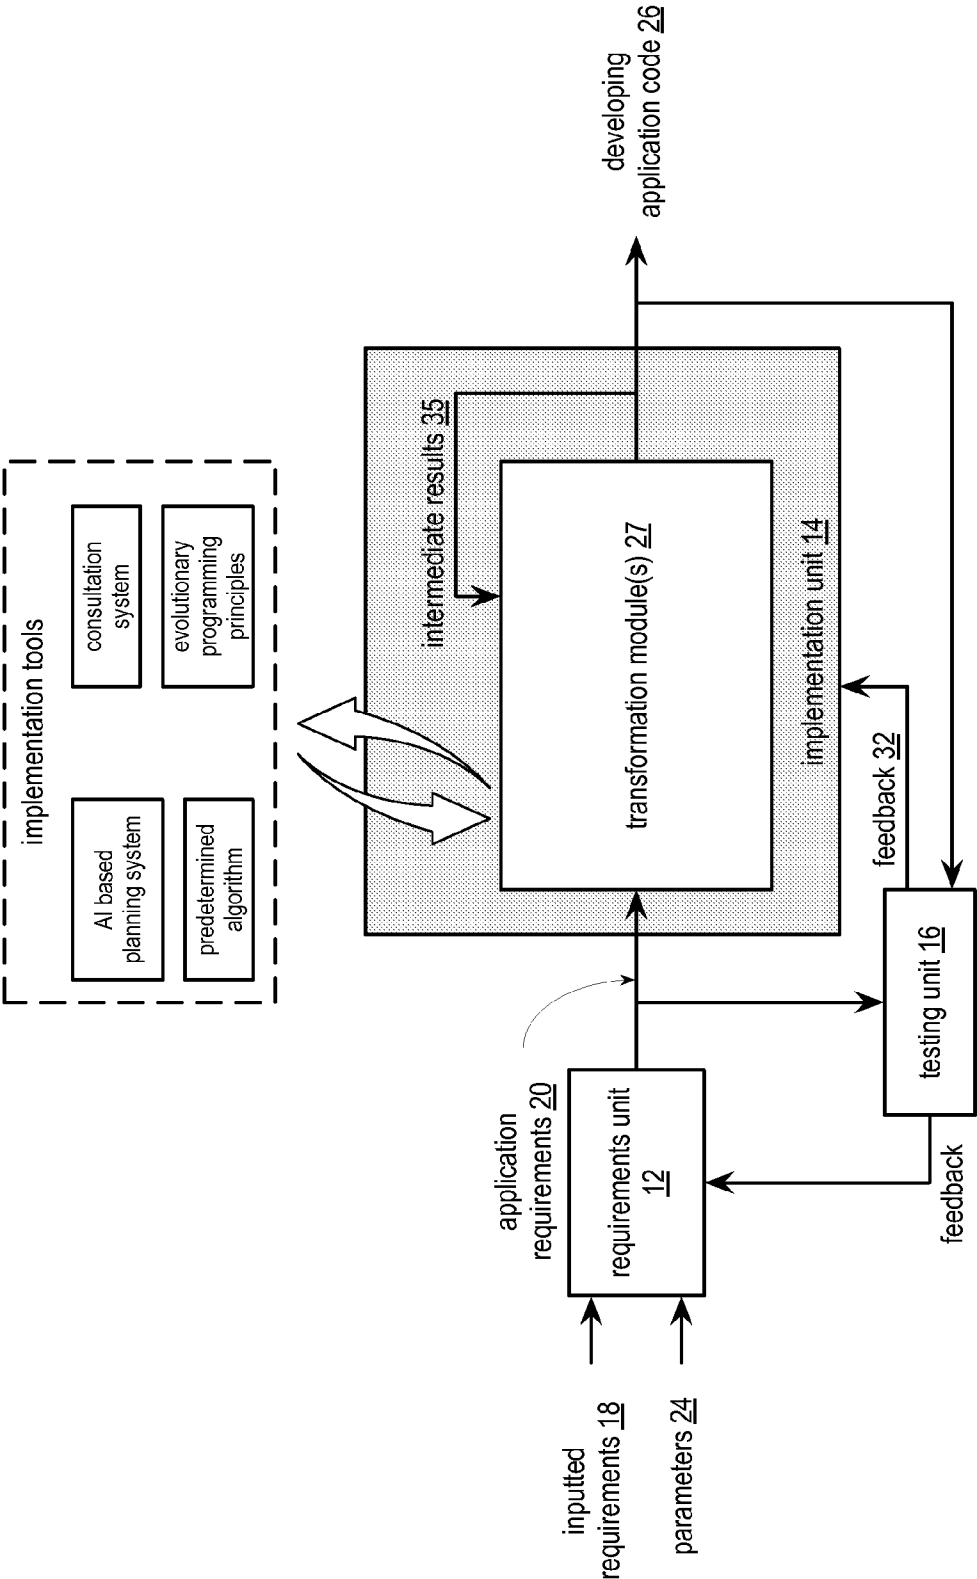 implementation tools
AI based
planning system
consultation
system
predetermined
algorithm
evolutionary
programming
principles
intermediate results 35
application
requirements 20
developing
application code 26
inputted
requirements 18
parameters 24
requirements unit
12
transformation module(s) 27
implementation unit 14
feedback 32
testing unit 16
feedback